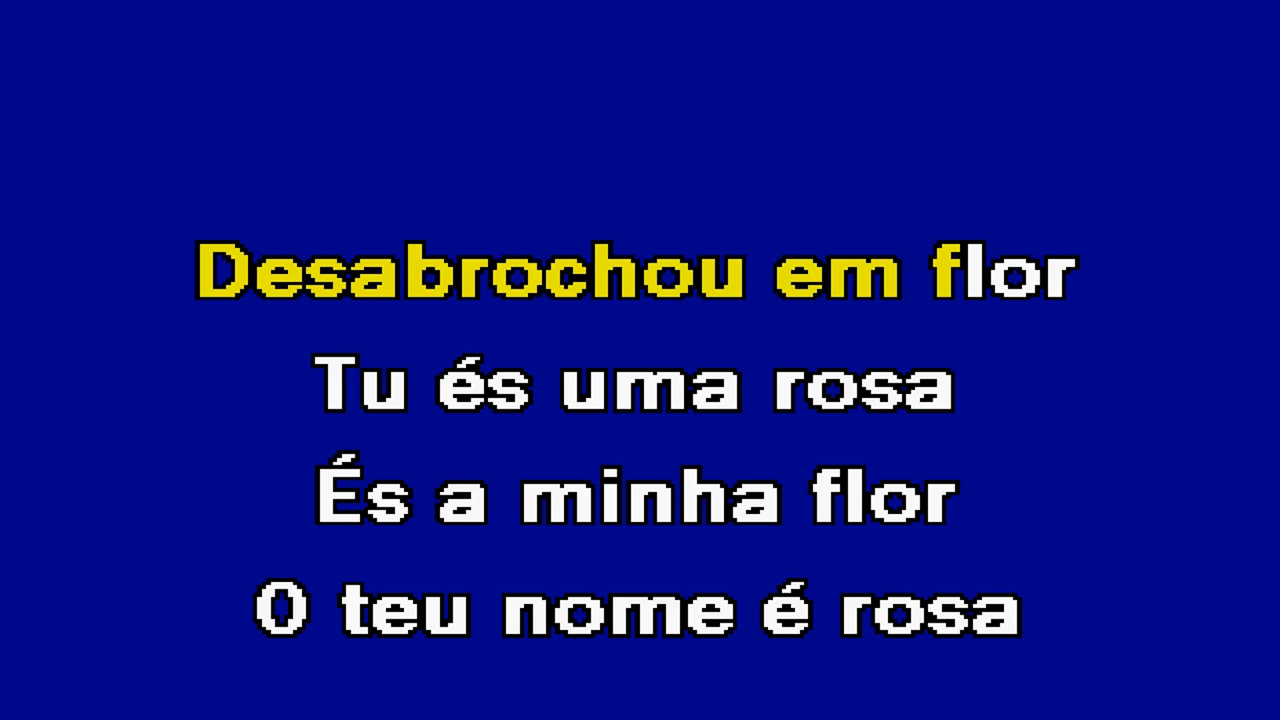 Desabrochou em flor
Tu és uma rosa
És a minha flor
O teu nome é rosa